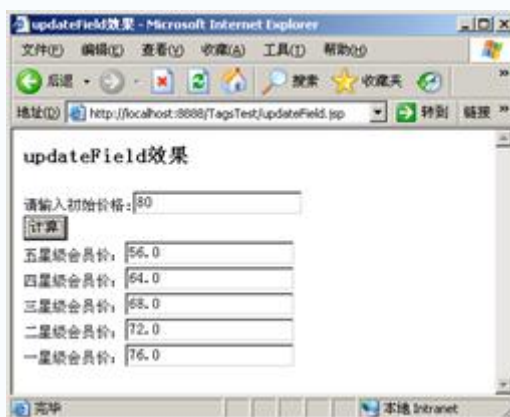 updateField效果 - Microsoft Internet Explorer
文件(F) 编辑(E) 查看(V) 收藏(A) 工具(T) 帮助(H)
后退 搜索 收藏夹 »
地址(D) http://localhost:8888/TagsTest/updateField.jsp 转到 链接 »
updateField效果
请输入初始价格:80
计算
五星级会员价: 56.0
四星级会员价: 64.0
三星级会员价: 68.0
二星级会员价: 72.0
一星级会员价: 76.0
完毕 本地 Intranet